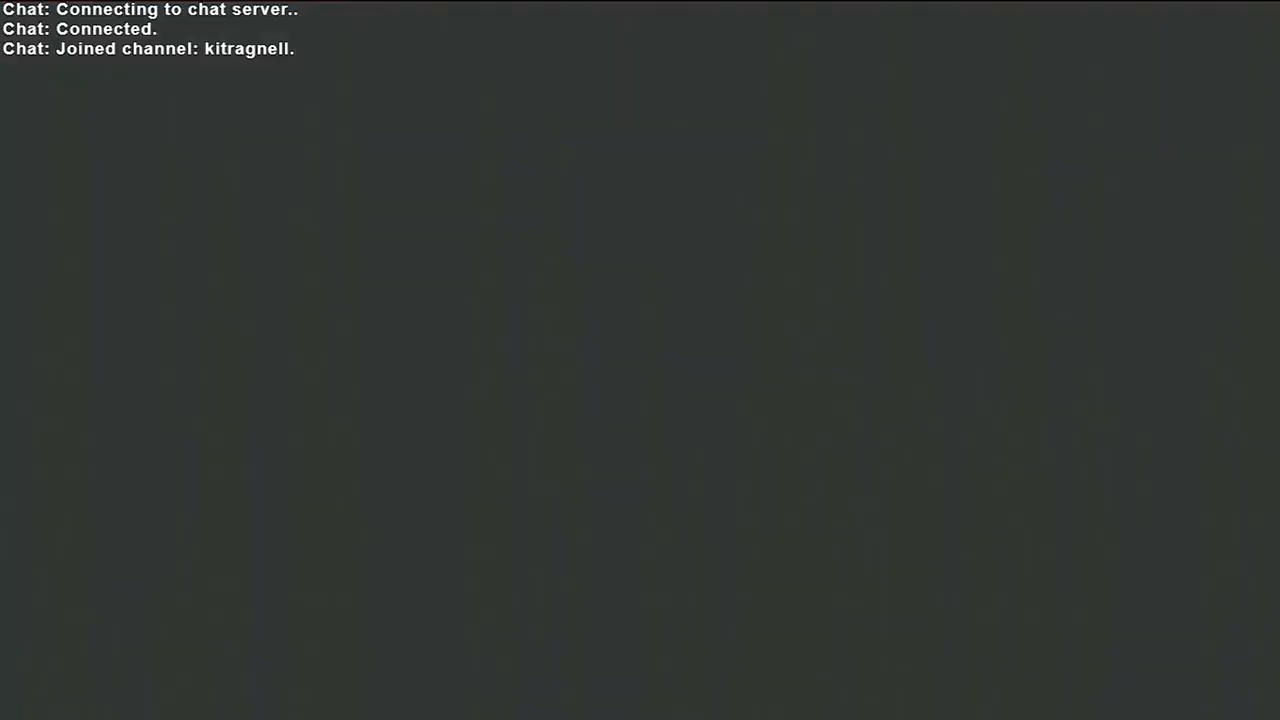 Chat: Connecting to chat server..
Chat: Connected.
Chat: Joined channel: kitragnell.